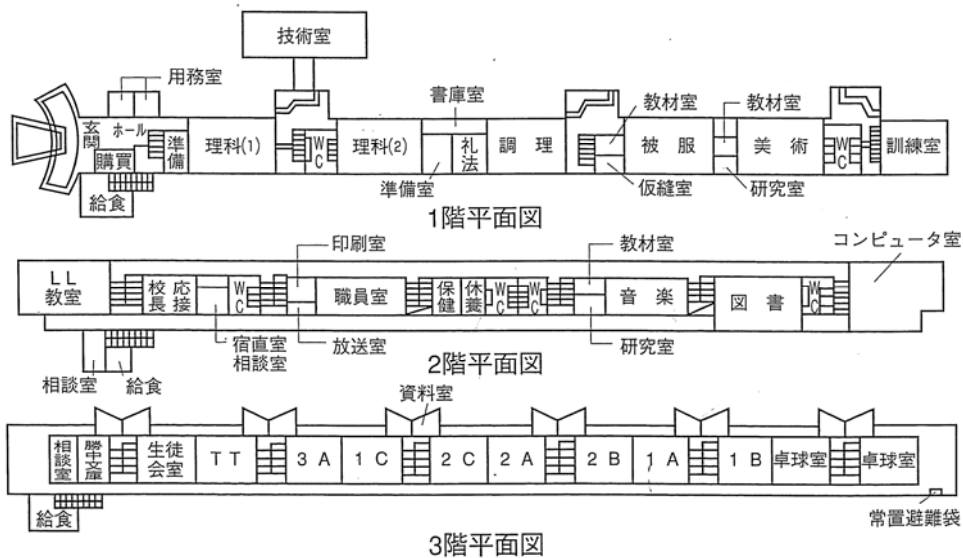 技術室
用務室
書庫室
教材室
教材室
玄関
ホール
購買
準備
理科(1)
WC
理科(2)
礼法
調理
被服
美術
WC
訓練室
給食
準備室
仮縫室
研究室
1階平面図
印刷室
教材室
コンピュータ室
LL
教室
校長
応接
WC
職員室
保健
休養
WC
WC
音楽
図書
WC
宿直室
相談室
放送室
研究室
相談室
給食
2階平面図
資料室
相談室
勝中文庫
生徒
会室
TT
3A
1C
2C
2A
2B
1A
1B
卓球室
卓球室
給食
常置避難袋
3階平面図